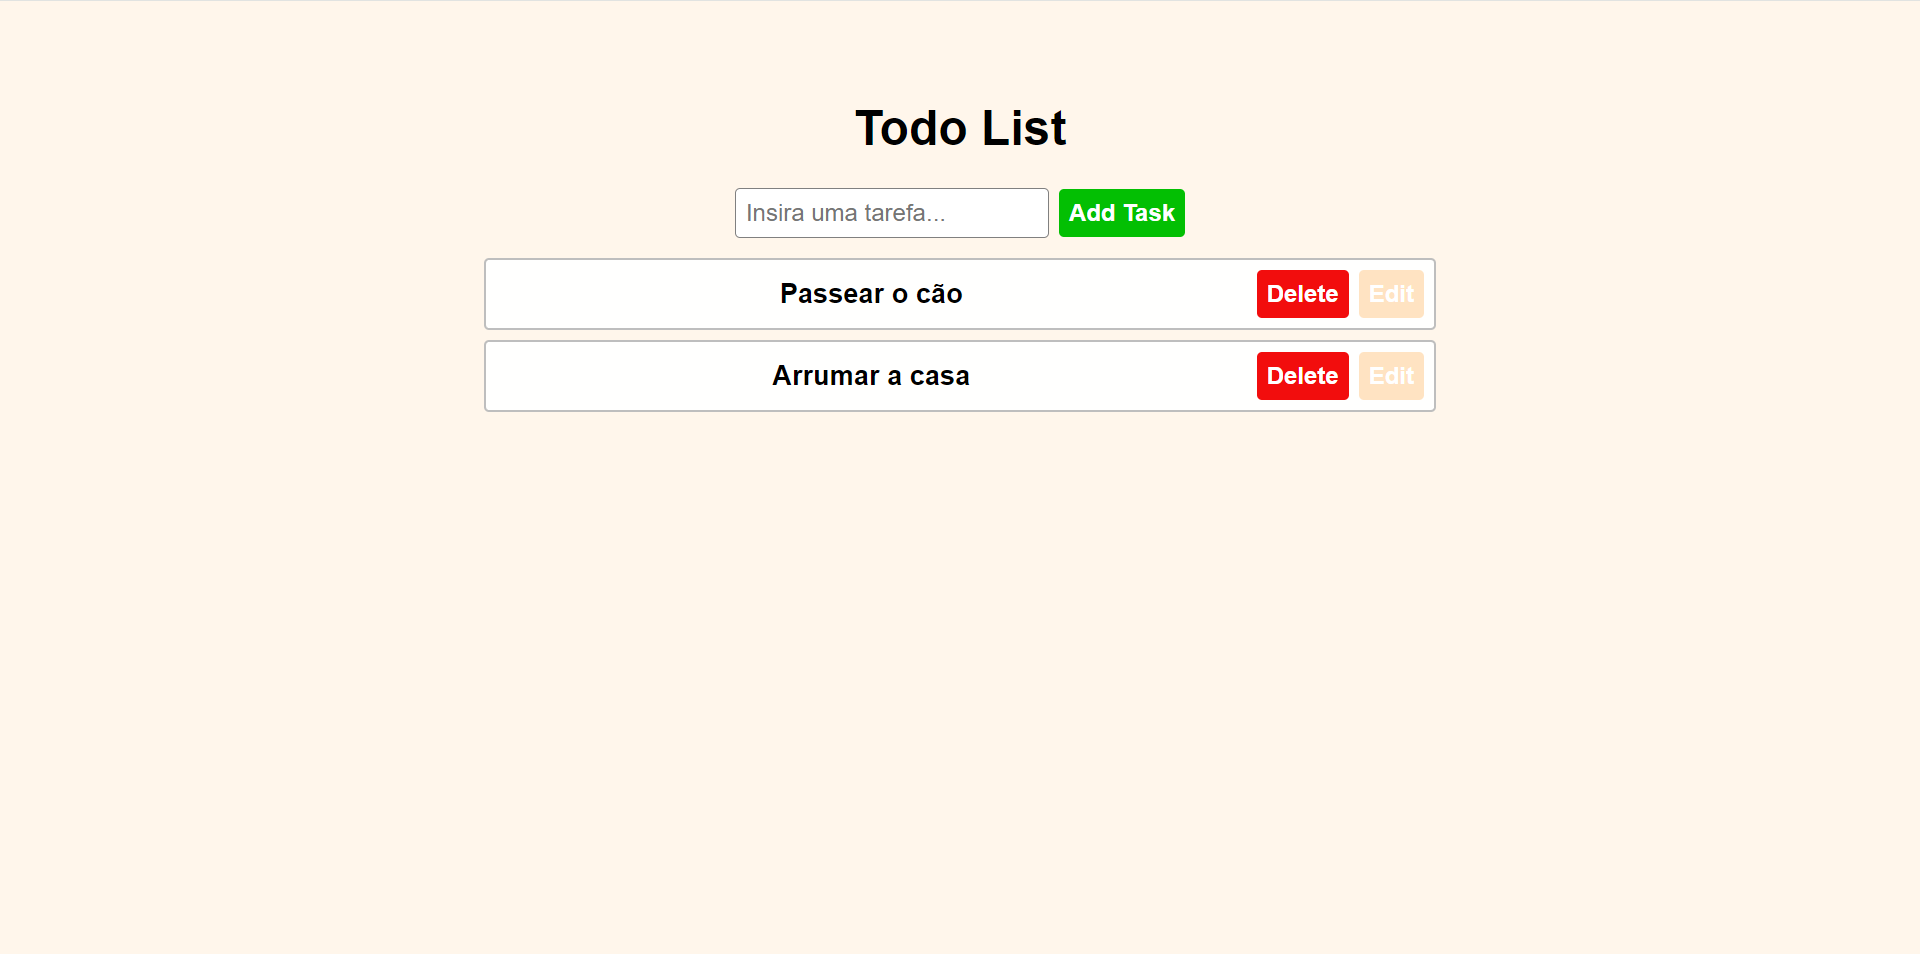 Todo List
Insira uma tarefa... Add Task
Passear o cão Delete Edit
Arrumar a casa Delete Edit